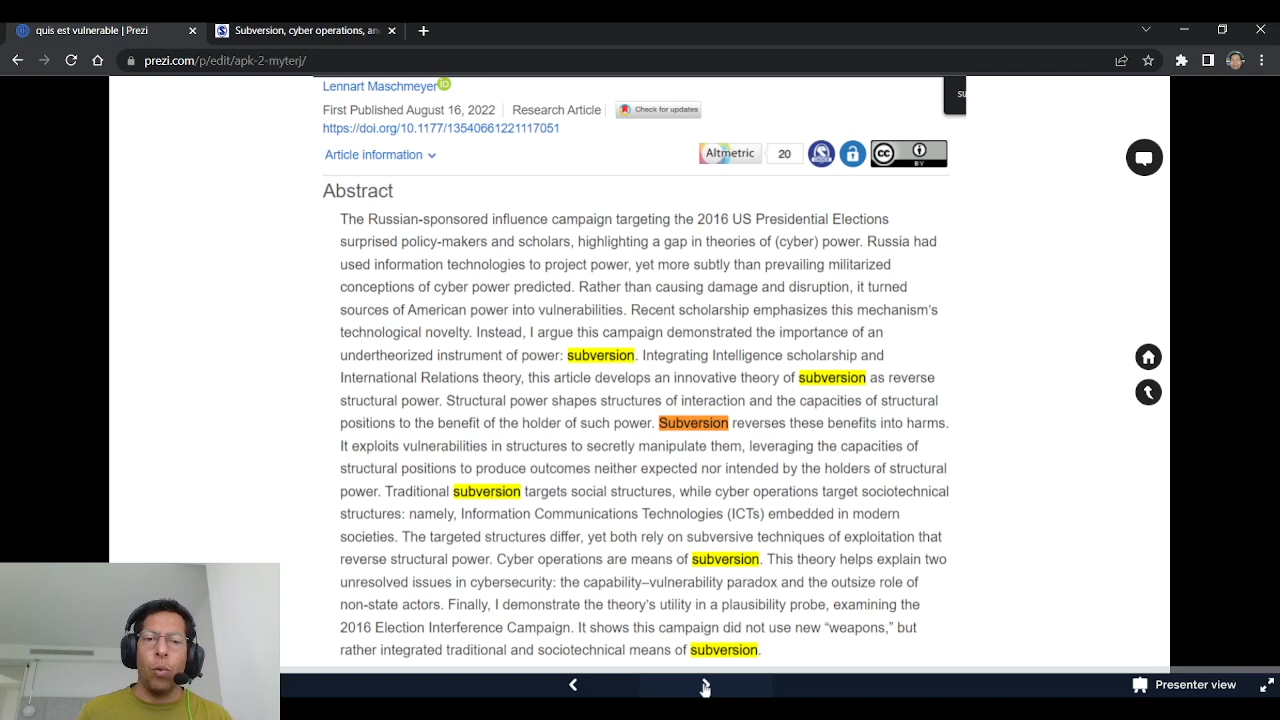 quis est vulnerable | Prezi
Subversion, cyber operations, an
prezi.com/p/edit/apk-2-myterj/
Lennart Maschmeyer iD
First Published August 16, 2022 Research Article Check for updates
https://doi.org/10.1177/13540661221117051
Article information
Altmetric 20 CC BY
Abstract
The Russian-sponsored influence campaign targeting the 2016 US Presidential Elections
surprised policy-makers and scholars, highlighting a gap in theories of (cyber) power. Russia had
used information technologies to project power, yet more subtly than prevailing militarized
conceptions of cyber power predicted. Rather than causing damage and disruption, it turned
sources of American power into vulnerabilities. Recent scholarship emphasizes this mechanism's
technological novelty. Instead, I argue this campaign demonstrated the importance of an
undertheorized instrument of power: subversion. Integrating Intelligence scholarship and
International Relations theory, this article develops an innovative theory of subversion as reverse
structural power. Structural power shapes structures of interaction and the capacities of structural
positions to the benefit of the holder of such power. Subversion reverses these benefits into harms.
It exploits vulnerabilities in structures to secretly manipulate them, leveraging the capacities of
structural positions to produce outcomes neither expected nor intended by the holders of structural
power. Traditional subversion targets social structures, while cyber operations target sociotechnical
structures: namely, Information Communications Technologies (ICTs) embedded in modern
societies. The targeted structures differ, yet both rely on subversive techniques of exploitation that
reverse structural power. Cyber operations are means of subversion. This theory helps explain two
unresolved issues in cybersecurity: the capability–vulnerability paradox and the outsize role of
non-state actors. Finally, I demonstrate the theory's utility in a plausibility probe, examining the
2016 Election Interference Campaign. It shows this campaign did not use new “weapons,” but
rather integrated traditional and sociotechnical means of subversion.
Presenter view